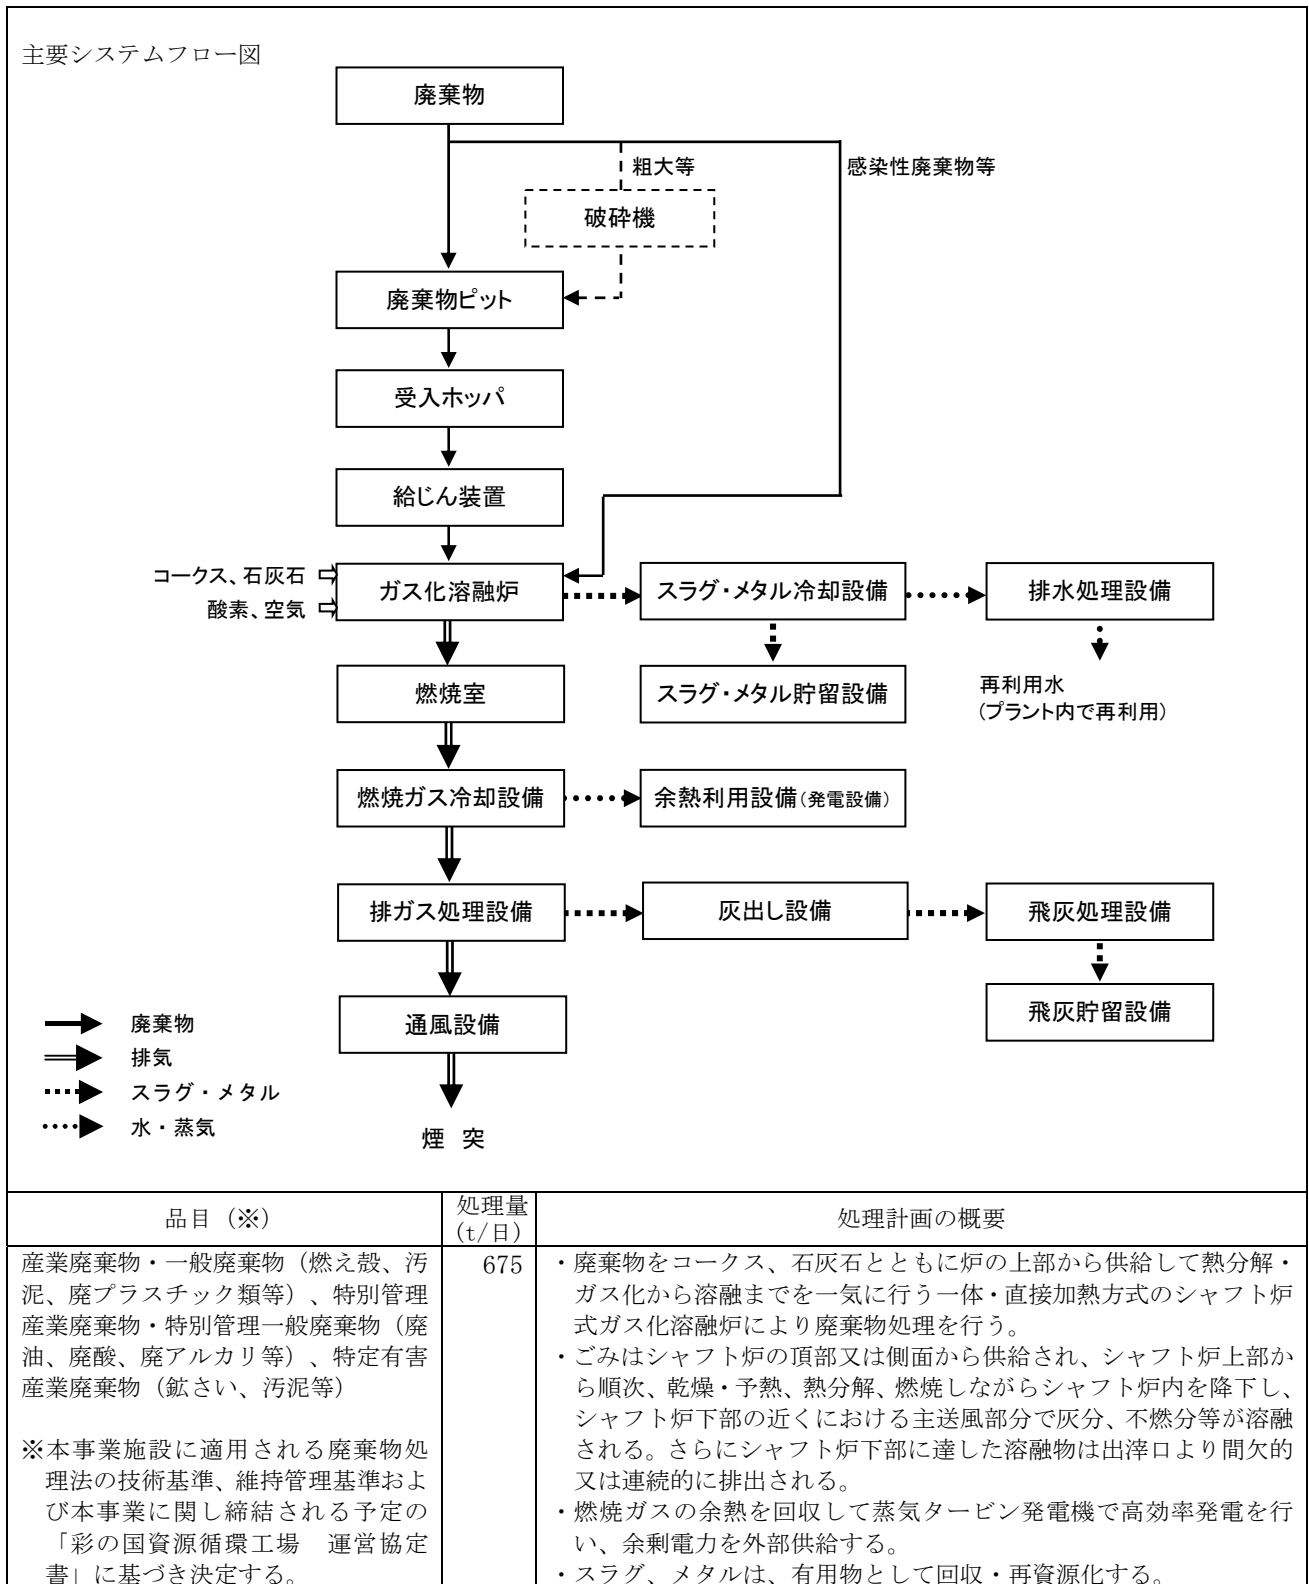 主要システムフロー図
廃棄物
粗大等
感染性廃棄物等
破砕機
廃棄物ピット
受入ホッパ
給じん装置
コークス、石灰石
酸素、空気
ガス化溶融炉
スラグ・メタル冷却設備
排水処理設備
燃焼室
スラグ・メタル貯留設備
再利用水
(プラント内で再利用)
燃焼ガス冷却設備
余熱利用設備(発電設備)
排ガス処理設備
灰出し設備
飛灰処理設備
通風設備
飛灰貯留設備
廃棄物
排気
スラグ・メタル
水・蒸気
煙 突
品目（※）
処理量
(t/日)
処理計画の概要
産業廃棄物・一般廃棄物（燃え殻、汚
泥、廃プラスチック類等）、特別管理
産業廃棄物・特別管理一般廃棄物（廃
油、廃酸、廃アルカリ等）、特定有害
産業廃棄物（鉱さい、汚泥等）
※本事業施設に適用される廃棄物処
理法の技術基準、維持管理基準およ
び本事業に関し締結される予定の
「彩の国資源循環工場　運営協定
書」に基づき決定する。
675
・廃棄物をコークス、石灰石とともに炉の上部から供給して熱分解・
ガス化から溶融までを一気に行う一体・直接加熱方式のシャフト炉
式ガス化溶融炉により廃棄物処理を行う。
・ごみはシャフト炉の頂部又は側面から供給され、シャフト炉上部か
ら順次、乾燥・予熱、熱分解、燃焼しながらシャフト炉内を降下し、
シャフト炉下部の近くにおける主送風部分で灰分、不燃分等が溶融
される。さらにシャフト炉下部に達した溶融物は出滓口より間欠的
又は連続的に排出される。
・燃焼ガスの余熱を回収して蒸気タービン発電機で高効率発電を行
い、余剰電力を外部供給する。
・スラグ、メタルは、有用物として回収・再資源化する。